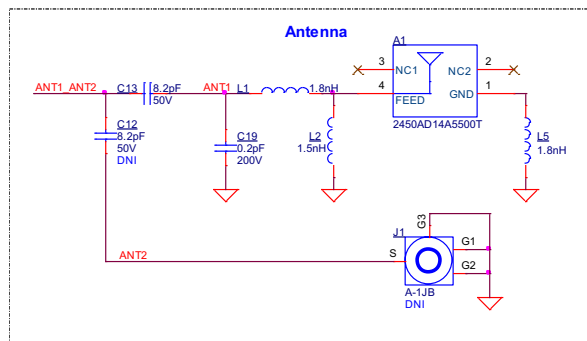 Antenna
A1
3
NC1
NC2
2
ANT1_ANT2
C13
8.2pF
50V
ANT1
L1
1.8nH
4
FEED
GND
1
2450AD14A5500T
C12
8.2pF
50V
DNI
C19
0.2pF
200V
L2
1.5nH
L5
1.8nH
J1
G3
G1
G2
S
ANT2
A-1JB
DNI